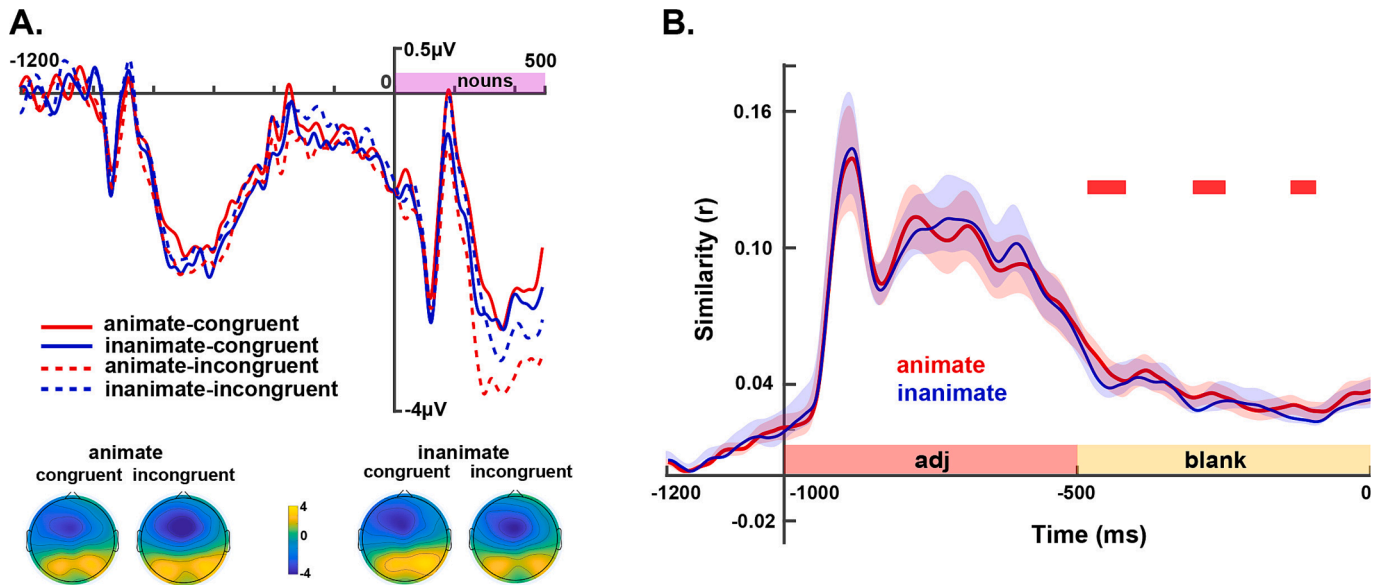 A.
-1200
0.5µV
500
0
nouns
animate-congruent
inanimate-congruent
animate-incongruent
inanimate-incongruent
-4µV
animate
congruent incongruent
inanimate
congruent incongruent
4
0
-4
B.
Similarity (r)
0.16
0.10
0.04
-0.02
animate
inanimate
adj
blank
-1200
-1000
-500
0
Time (ms)